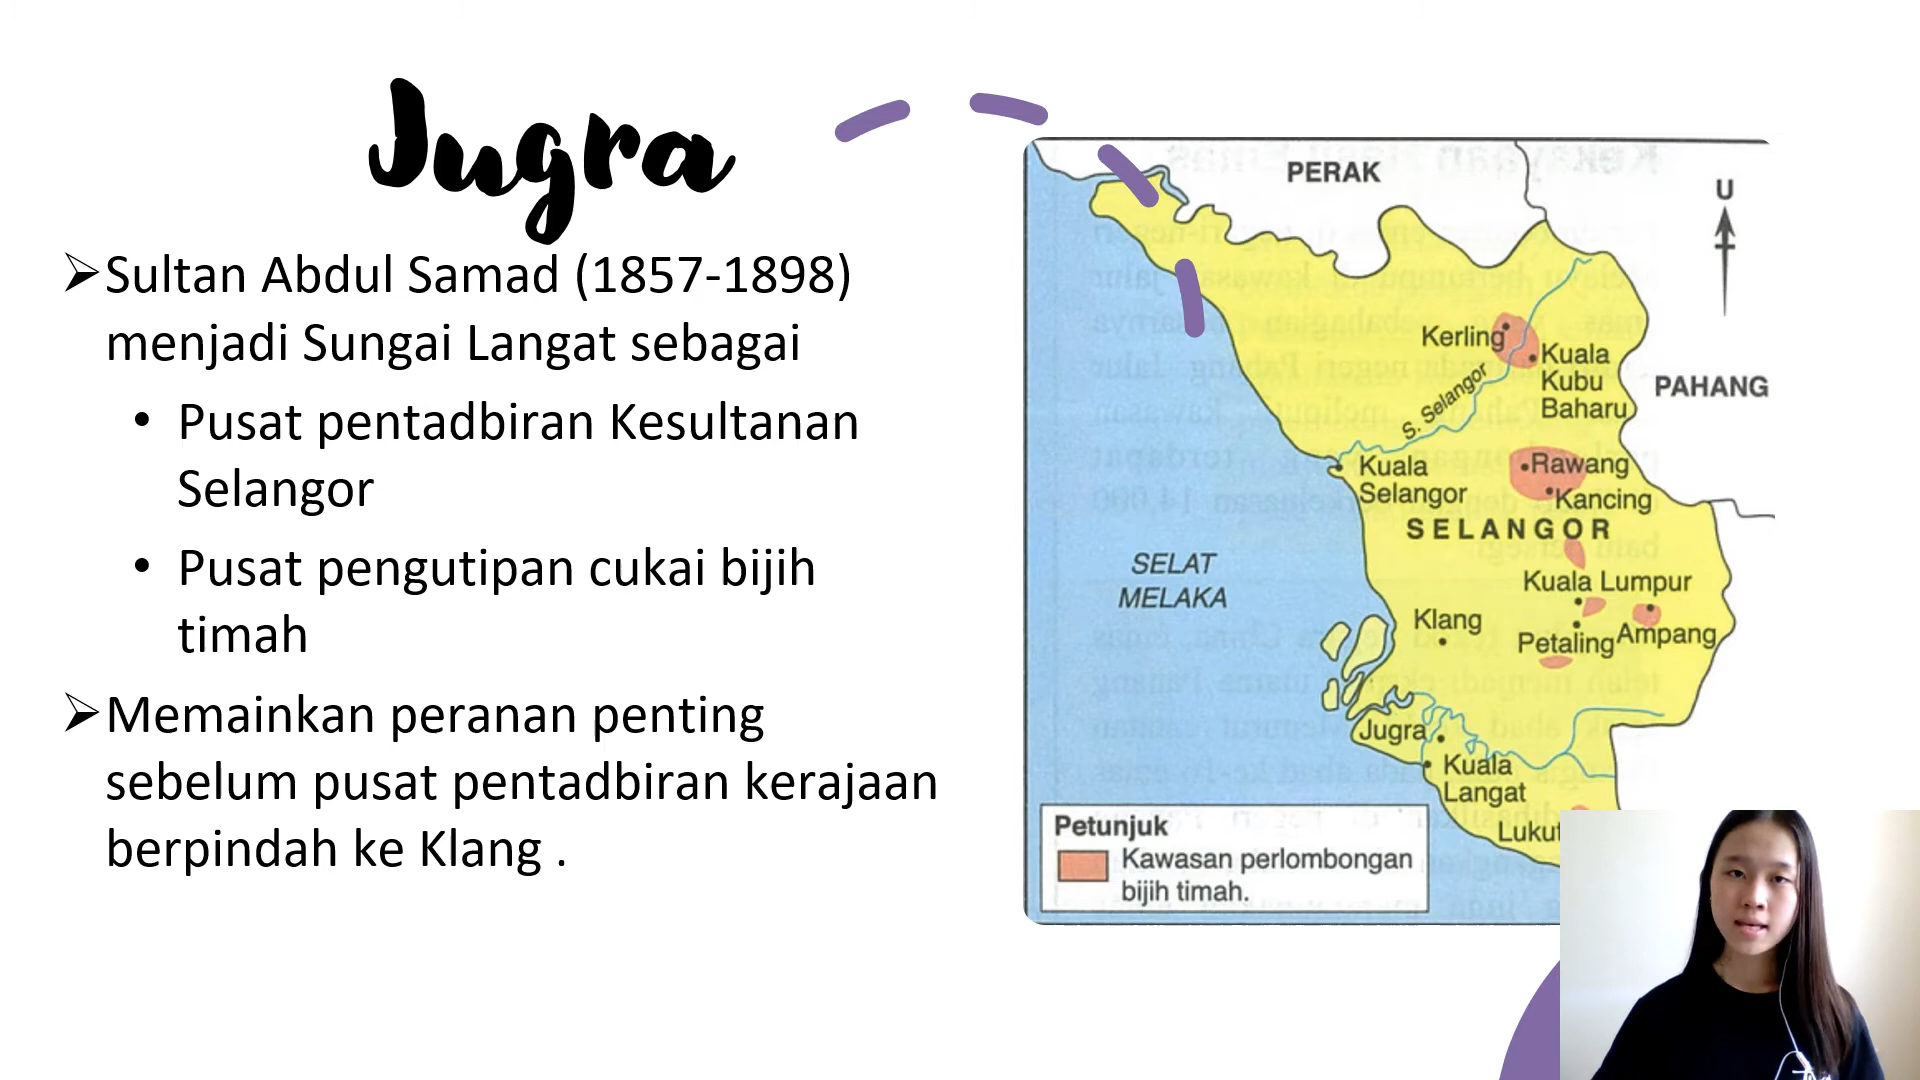 Jugra
➢Sultan Abdul Samad (1857-1898)
menjadi Sungai Langat sebagai
• Pusat pentadbiran Kesultanan
Selangor
• Pusat pengutipan cukai bijih
timah
➢Memainkan peranan penting
sebelum pusat pentadbiran kerajaan
berpindah ke Klang .
PERAK
U
Kerling
Kuala
Kubu
Baharu
PAHANG
S. Selangor
Rawang
Kuala
Selangor
Kancing
SELANGOR
SELAT
MELAKA
Kuala Lumpur
Klang
Petaling
Ampang
Jugra
Kuala
Langat
Lukut
Petunjuk
Kawasan perlombongan
bijih timah.